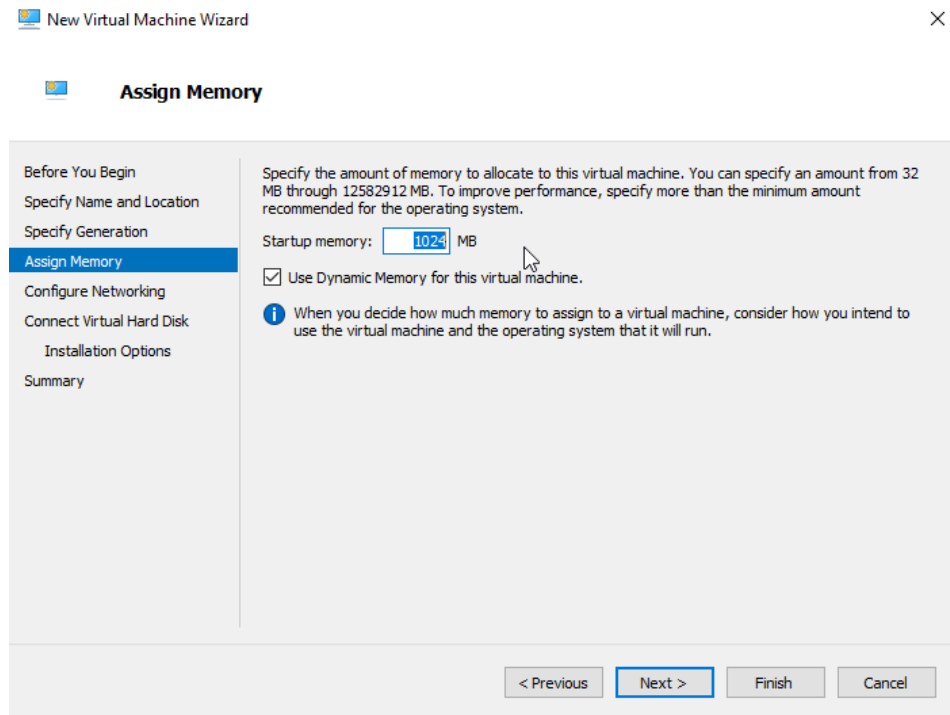 New Virtual Machine Wizard
Assign Memory
Before You Begin
Specify Name and Location
Specify Generation
Assign Memory
Configure Networking
Connect Virtual Hard Disk
Installation Options
Summary
Specify the amount of memory to allocate to this virtual machine. You can specify an amount from 32
MB through 12582912 MB. To improve performance, specify more than the minimum amount
recommended for the operating system.
Startup memory: 1024 MB
Use Dynamic Memory for this virtual machine.
When you decide how much memory to assign to a virtual machine, consider how you intend to
use the virtual machine and the operating system that it will run.
< Previous Next > Finish Cancel